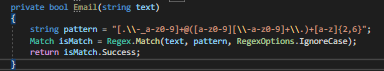 private bool Email(string text)
{
string pattern = "[.\\-_a-z0-9]+@([a-z0-9][\\-a-z0-9]+\\.)+[a-z]{2,6}";
Match isMatch = Regex.Match(text, pattern, RegexOptions.IgnoreCase);
return isMatch.Success;
}